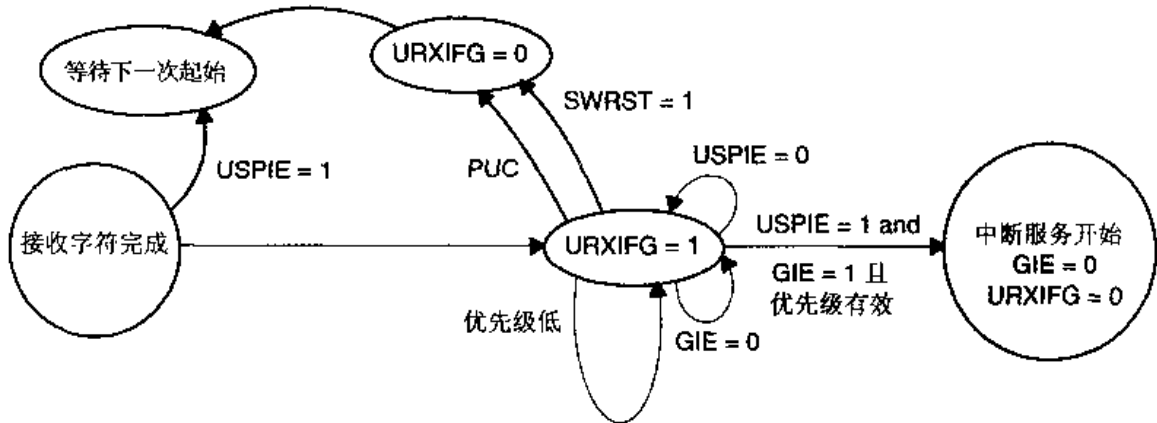 URXIFG = 0
等待下一次起始
SWRST = 1
USPIE = 1
PUC
USPIE = 0
接收字符完成
URXIFG = 1
USPIE = 1 and
GIE = 1 且
优先级有效
中断服务开始
GIE = 0
URXIFG = 0
优先级低
GIE = 0